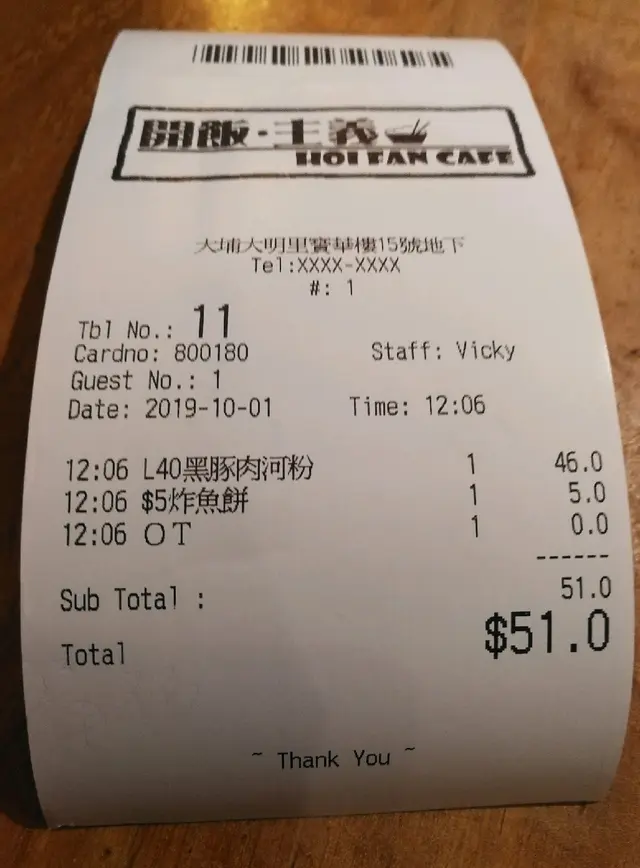 開飯·主義
HOI FAN CAFE
大埔大明里寶華樓15號地下
Tel:XXXX-XXXX
#: 1
Tbl No.: 11
Cardno: 800180 Staff: Vicky
Guest No.: 1
Date: 2019-10-01 Time: 12:06
12:06 L40黑豚肉河粉 1 46.0
12:06 $5炸魚餅 1 5.0
12:06 OT 1 0.0
------
Sub Total : 51.0
Total $51.0
~ Thank You ~